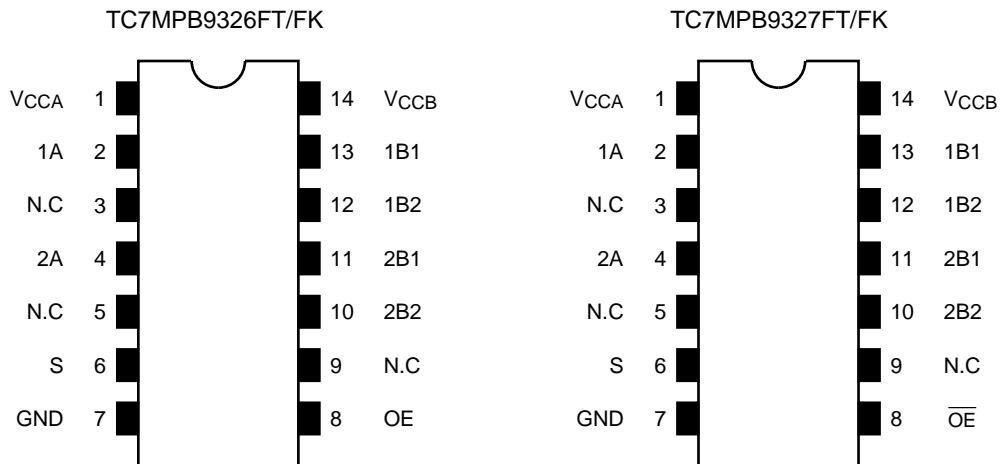 TC7MPB9326FT/FK
VCCA 1 14 VCCB
1A 2 13 1B1
N.C 3 12 1B2
2A 4 11 2B1
N.C 5 10 2B2
S 6 9 N.C
GND 7 8 OE
TC7MPB9327FT/FK
VCCA 1 14 VCCB
1A 2 13 1B1
N.C 3 12 1B2
2A 4 11 2B1
N.C 5 10 2B2
S 6 9 N.C
GND 7 8 O̅E̅